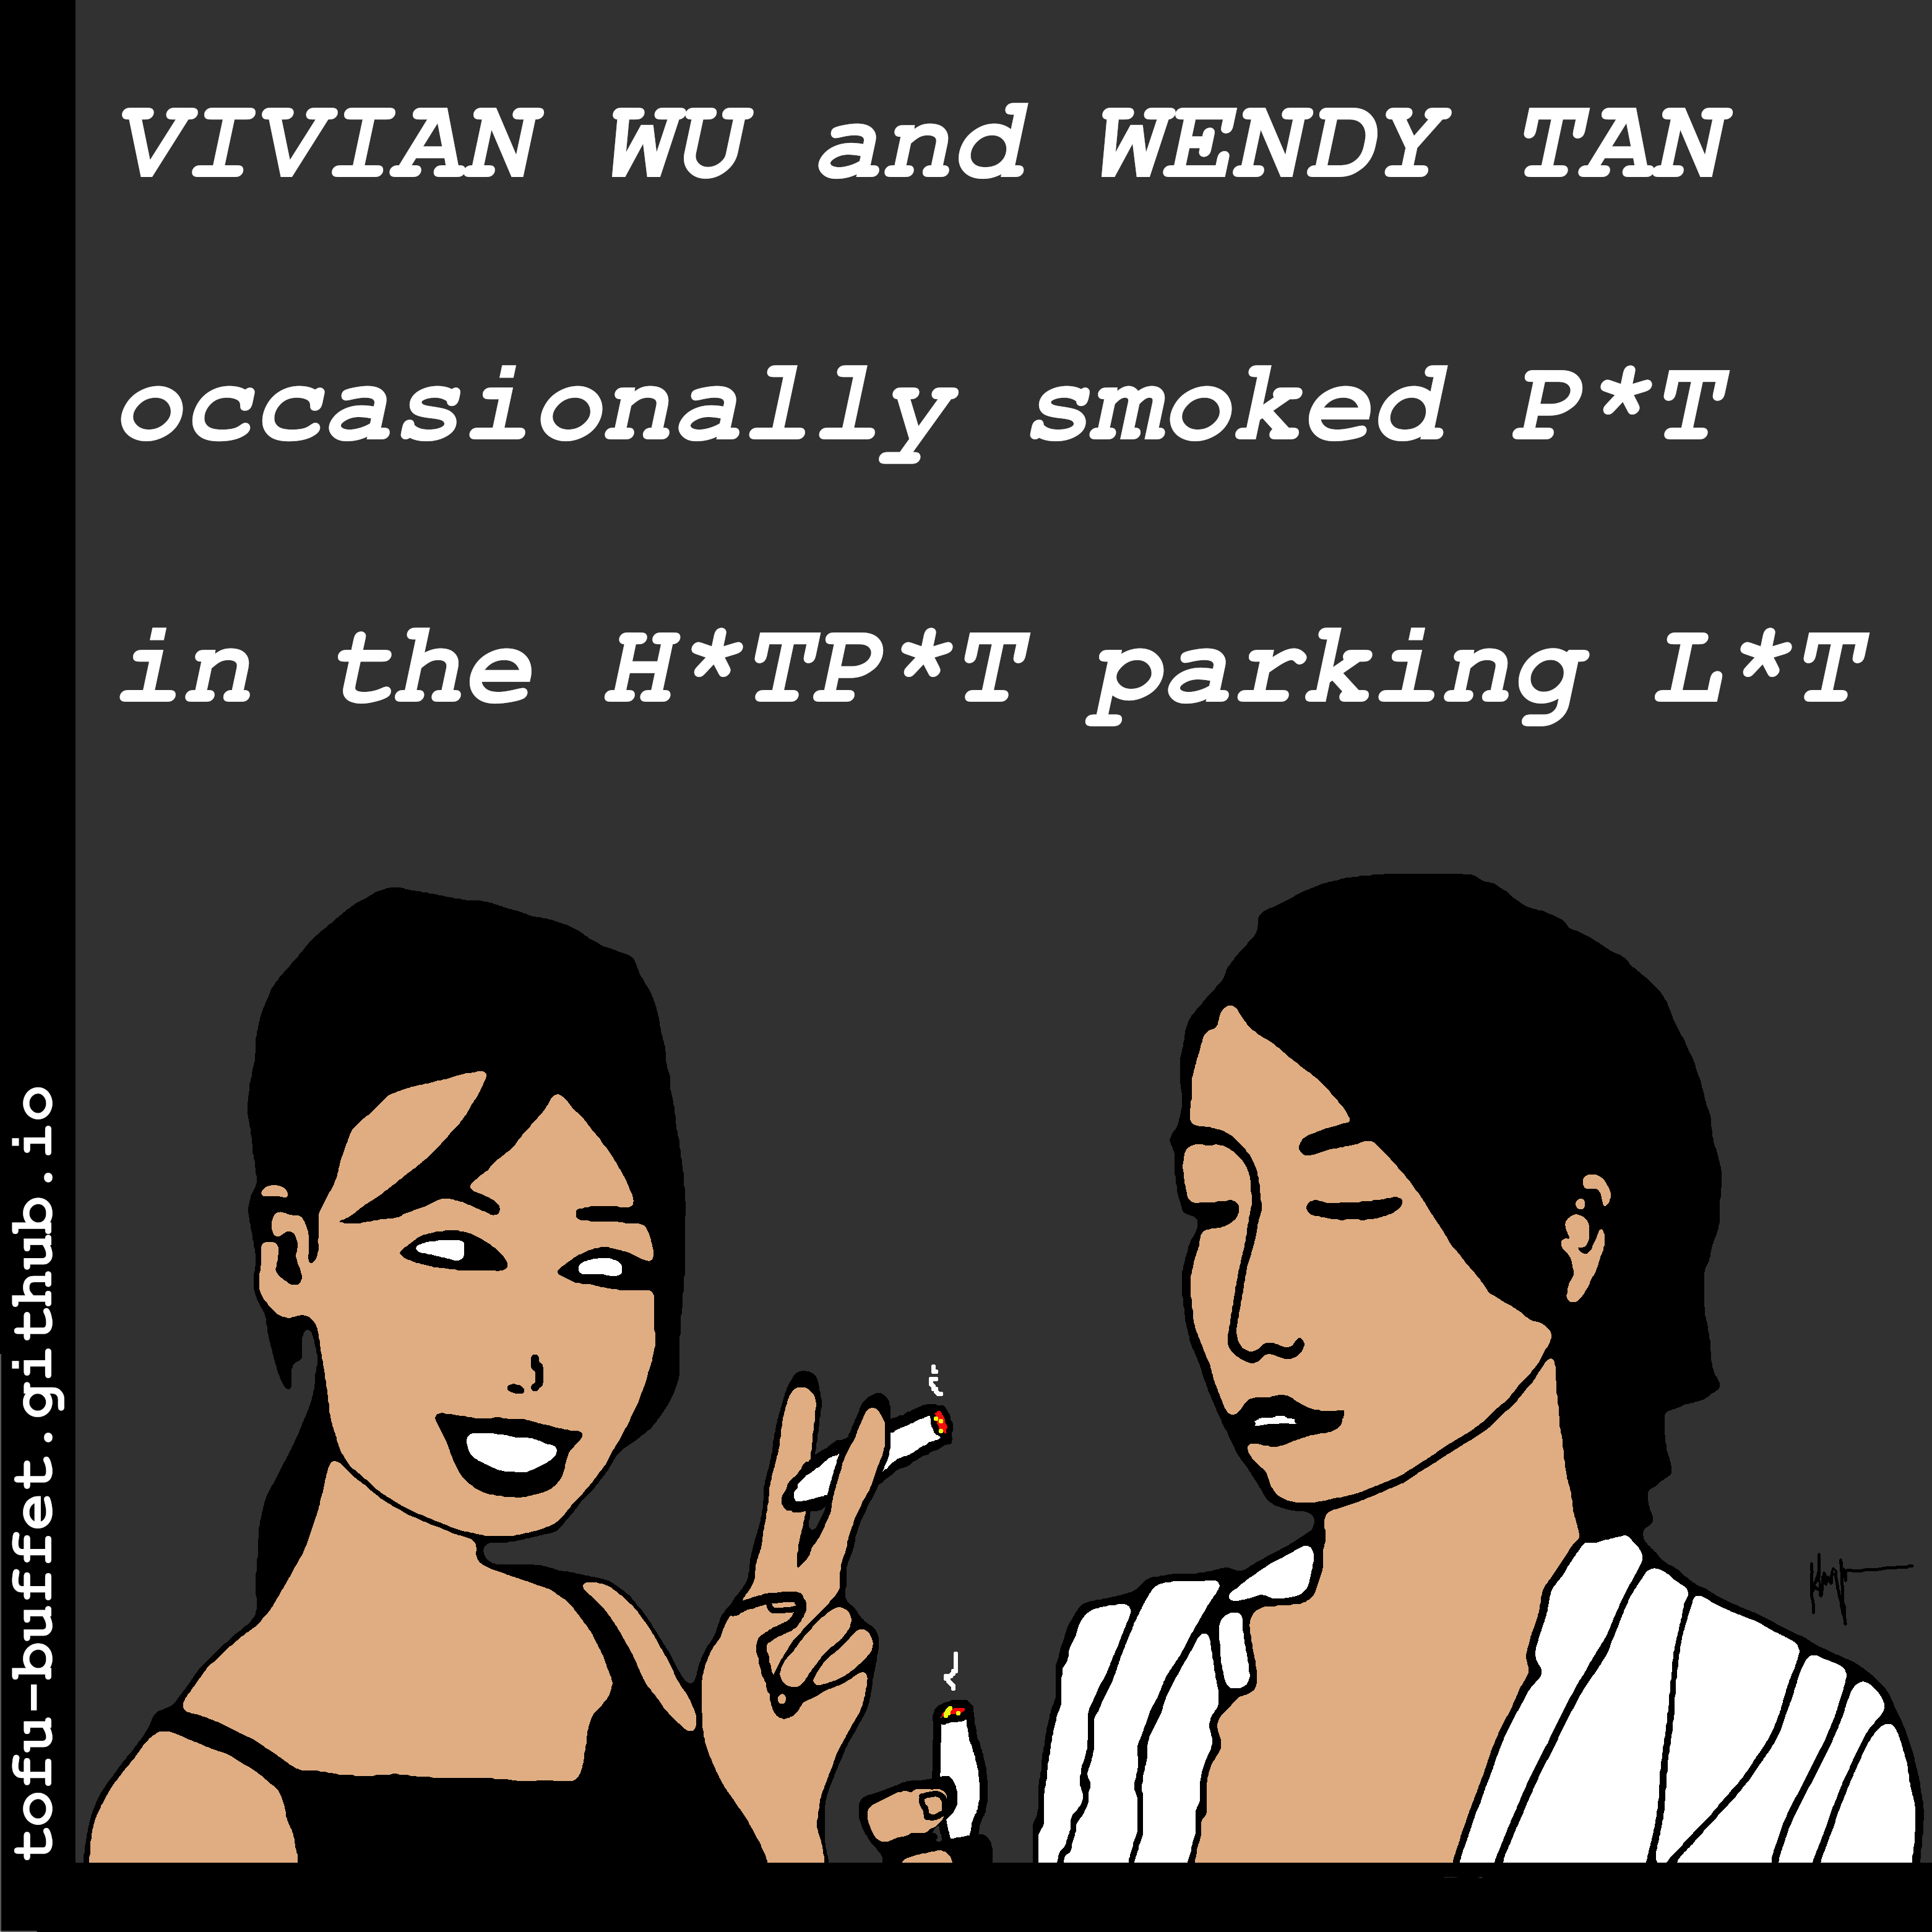 VIVIAN WU and WENDY TAN
occasionally smoked P*T
in the H*TP*T parking L*T
tofu-buffet.github.io